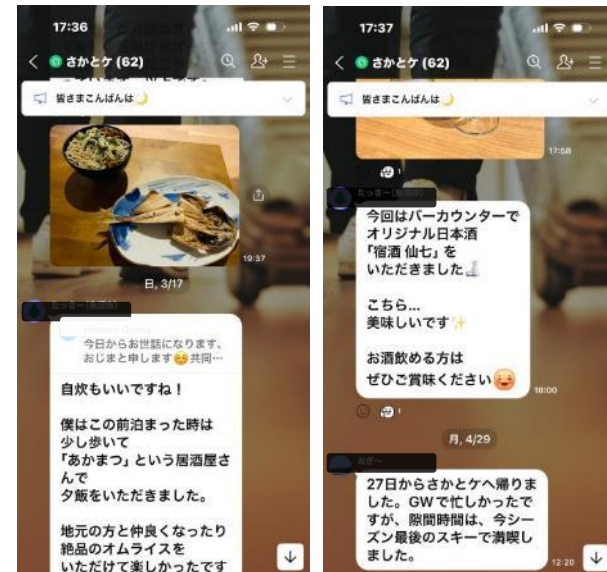 17:36
さかとケ (62)
皆さまこんばんは🌙
19:37
日, 3/17
今日からお世話になります、
おじまと申します☺️共同…
自炊もいいですね!
僕はこの前泊まった時は
少し歩いて
「あかまつ」という居酒屋さ
んで
夕飯をいただきました。
地元の方と仲良くなったり
絶品のオムライスを
いただけて楽しかったです
17:37
さかとケ (62)
皆さまこんばんは🌙
17:58
1
今回はバーカウンターで
オリジナル日本酒
「宿酒 仙七」を
いただきました🍶
こちら...
美味しいです✨
お酒飲める方は
ぜひご賞味ください🥵
18:00
1
月, 4/29
27日からさかとケへ帰りま
した。GWで忙しかったで
すが、隙間時間は、今シー
ズン最後のスキーで満喫し
ました。
12:20